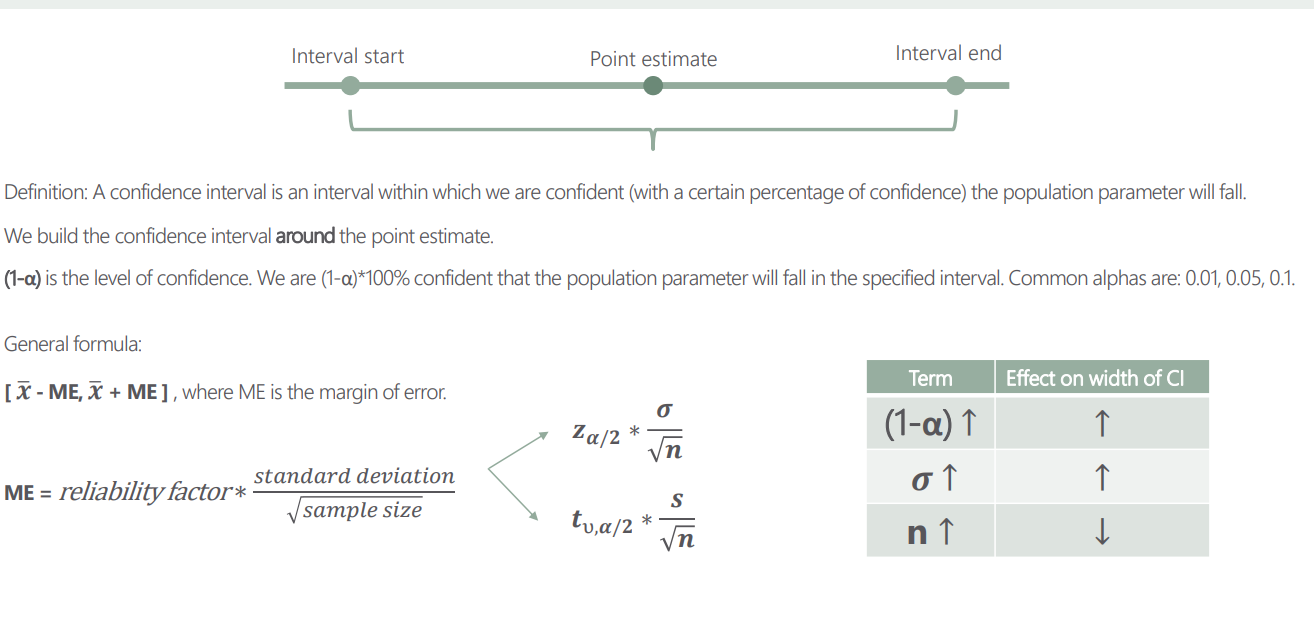 Interval start
Point estimate
Interval end
Definition: A confidence interval is an interval within which we are confident (with a certain percentage of confidence) the population parameter will fall.
We build the confidence interval around the point estimate.
(1-α) is the level of confidence. We are (1-α)*100% confident that the population parameter will fall in the specified interval. Common alphas are: 0.01, 0.05, 0.1.
General formula:
[ x̅ - ME, x̅ + ME ] , where ME is the margin of error.
ME = reliability factor * standard deviation / √sample size
z α/2 * σ / √n
t υ,α/2 * s / √n
Term Effect on width of CI
(1-α) ↑ ↑
σ ↑ ↑
n ↑ ↓